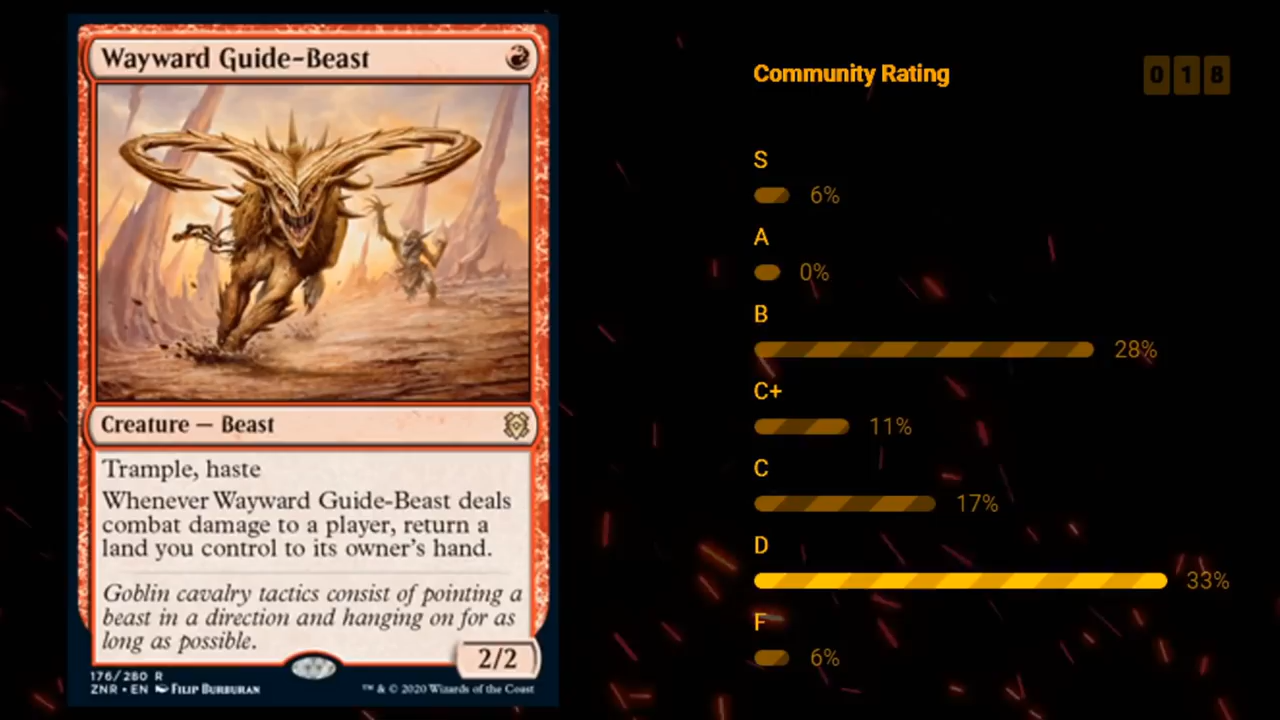 Wayward Guide-Beast
Trample, haste
Creature — Beast
Whenever Wayward Guide-Beast deals
combat damage to a player, return a
land you control to its owner's hand.
Goblin cavalry tactics consist of pointing a
beast in a direction and hanging on for as
long as possible.
2/2
176/280 R
ZNR • EN Filip Burburan
™ & © 2020 Wizards of the Coast
Community Rating
018
S
6%
A
0%
B
28%
C+
11%
C
17%
D
33%
F
6%